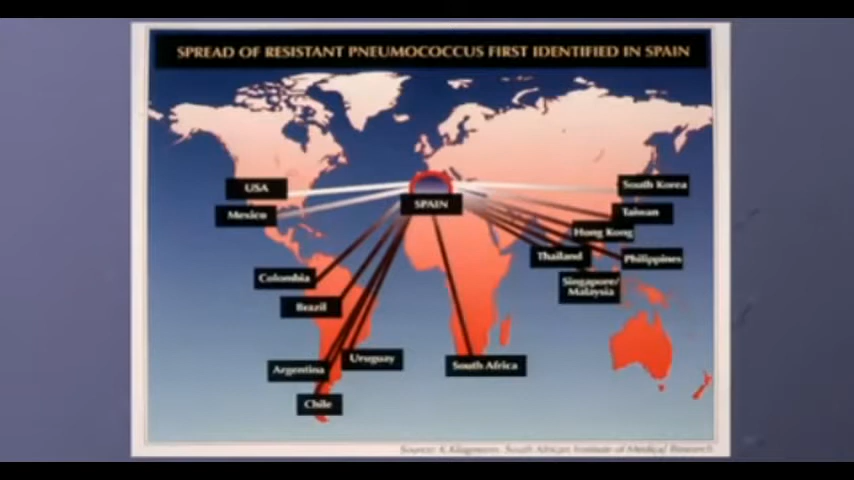 SPREAD OF RESISTANT PNEUMOCOCCUS FIRST IDENTIFIED IN SPAIN
USA
South Korea
SPAIN
Mexico
Taiwan
Hong Kong
Thailand
Philippines
Colombia
Singapore/
Malaysia
Brazil
Uruguay
South Africa
Argentina
Chile
Source: K Klugmann, South African Institute of Medical Research